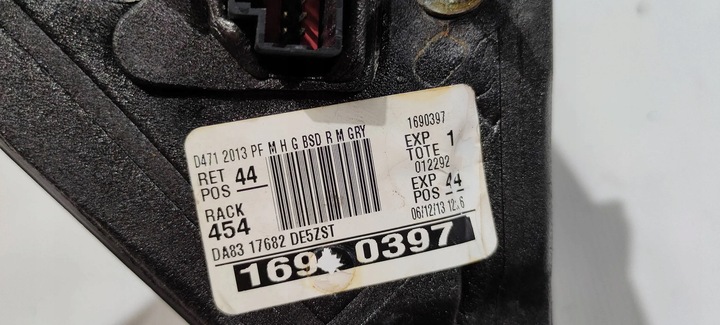 D471 2013 PF M H G BSD R M GRY
RET 44
POS
RACK
454
DA83 17682 DE5ZST
1690397
EXP 1
TOTE
012292
EXP 44
POS
06/12/13
169 0397